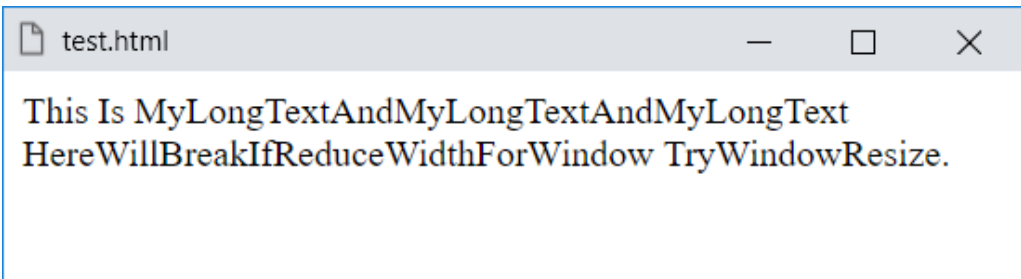 test.html
This Is MyLongTextAndMyLongTextAndMyLongText
HereWillBreakIfReduceWidthForWindow TryWindowResize.